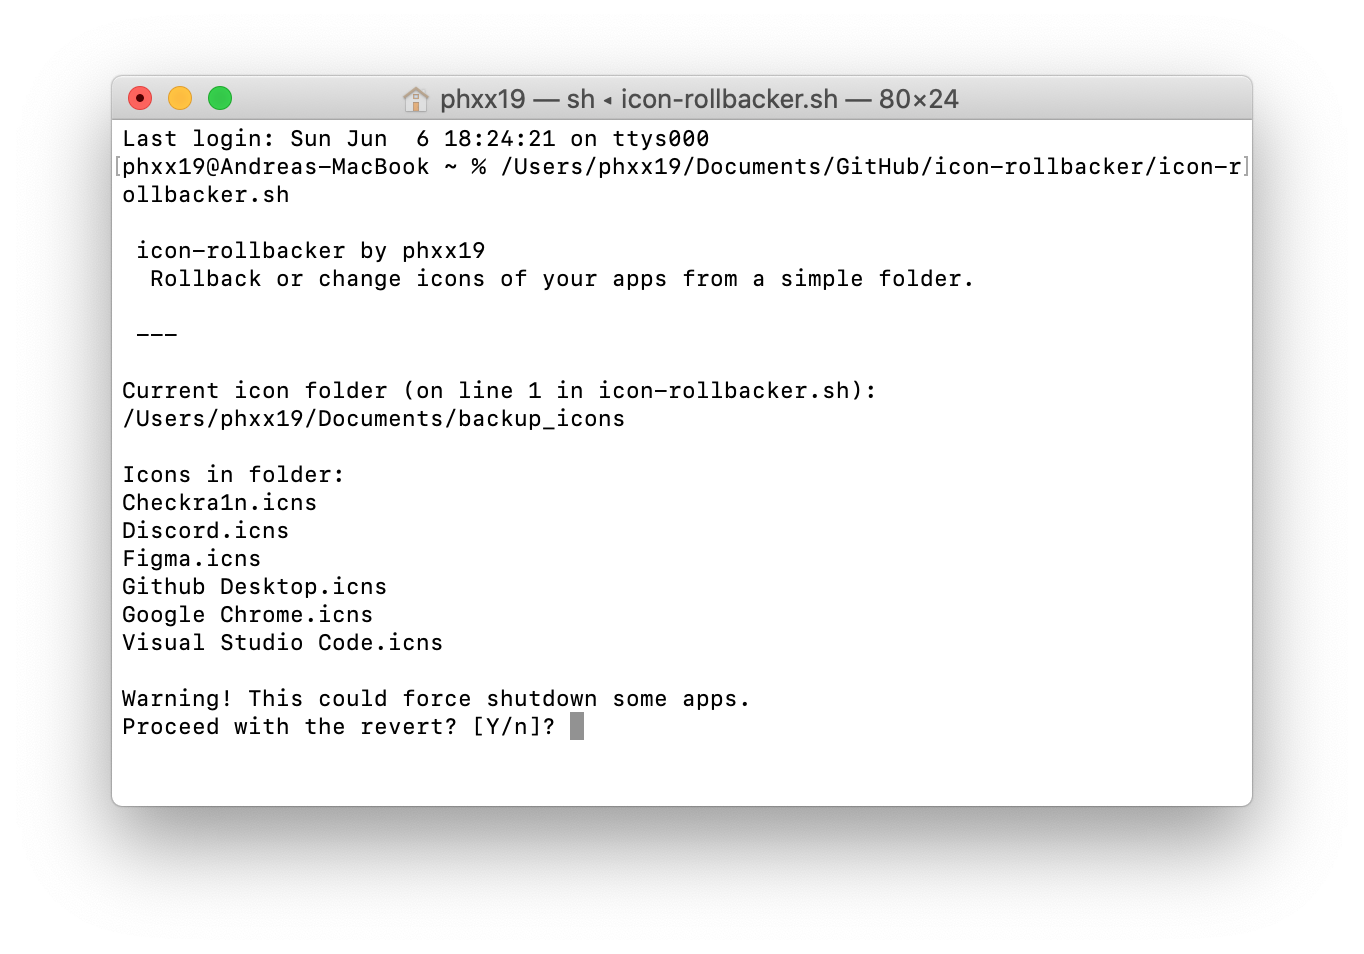 phxx19 — sh ◂ icon-rollbacker.sh — 80×24
Last login: Sun Jun  6 18:24:21 on ttys000
[phxx19@Andreas-MacBook ~ % /Users/phxx19/Documents/GitHub/icon-rollbacker/icon-r]
ollbacker.sh
icon-rollbacker by phxx19
Rollback or change icons of your apps from a simple folder.
---
Current icon folder (on line 1 in icon-rollbacker.sh):
/Users/phxx19/Documents/backup_icons
Icons in folder:
Checkra1n.icns
Discord.icns
Figma.icns
Github Desktop.icns
Google Chrome.icns
Visual Studio Code.icns
Warning! This could force shutdown some apps.
Proceed with the revert? [Y/n]?